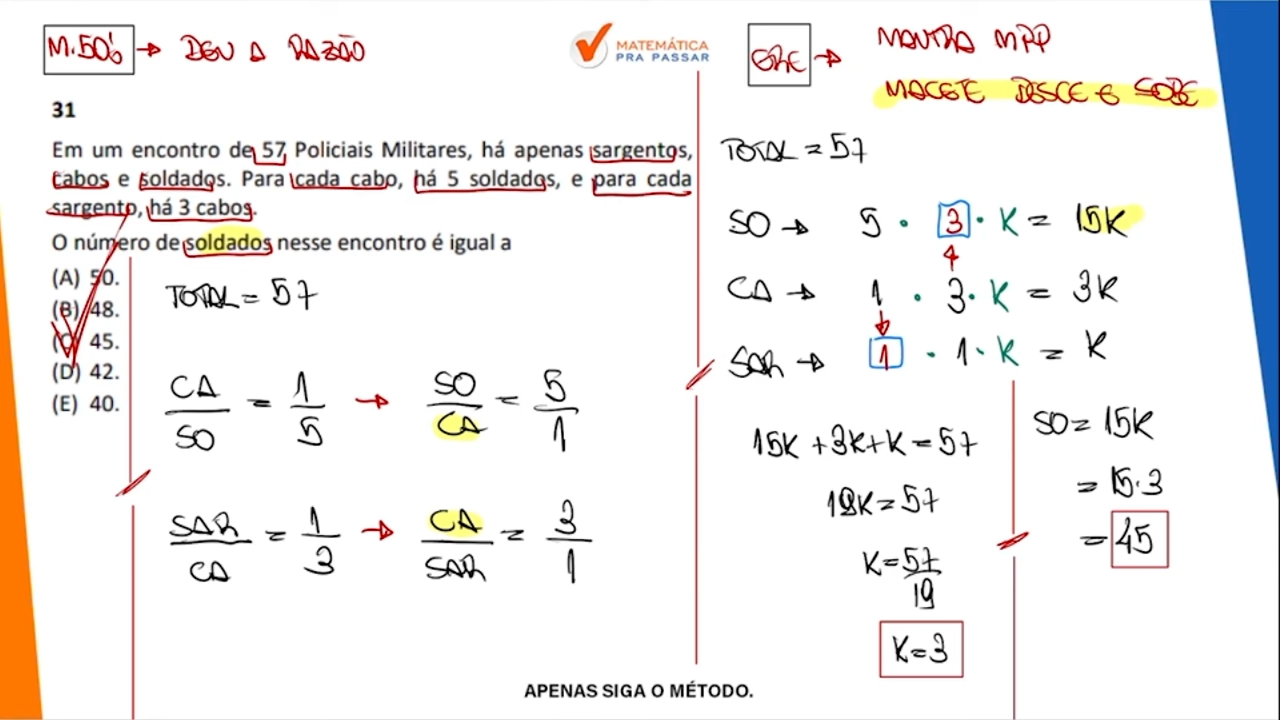 M.50's → DEU A RAZÃO
MATEMÁTICA
PRA PASSAR
GRE → MANTRA MPP
MACETE DESCE E SOBE
31
Em um encontro de 57 Policiais Militares, há apenas sargentos,
cabos e soldados. Para cada cabo, há 5 soldados, e para cada
sargento, há 3 cabos.
O número de soldados nesse encontro é igual a
(A) 50.
(B) 48.
(C) 45.
(D) 42.
(E) 40.
TOTAL = 57
CA/SO = 1/5 → SO/CA = 5/1
SAR/CA = 1/3 → CA/SAR = 3/1
TOTAL = 57
SO → 5 · 3 · K = 15K
CA → 1 · 3 · K = 3K
SAR → 1 · 1 · K = K
15K + 3K + K = 57
19K = 57
K = 57/19
K = 3
SO = 15K
= 15·3
= 45
APENAS SIGA O MÉTODO.